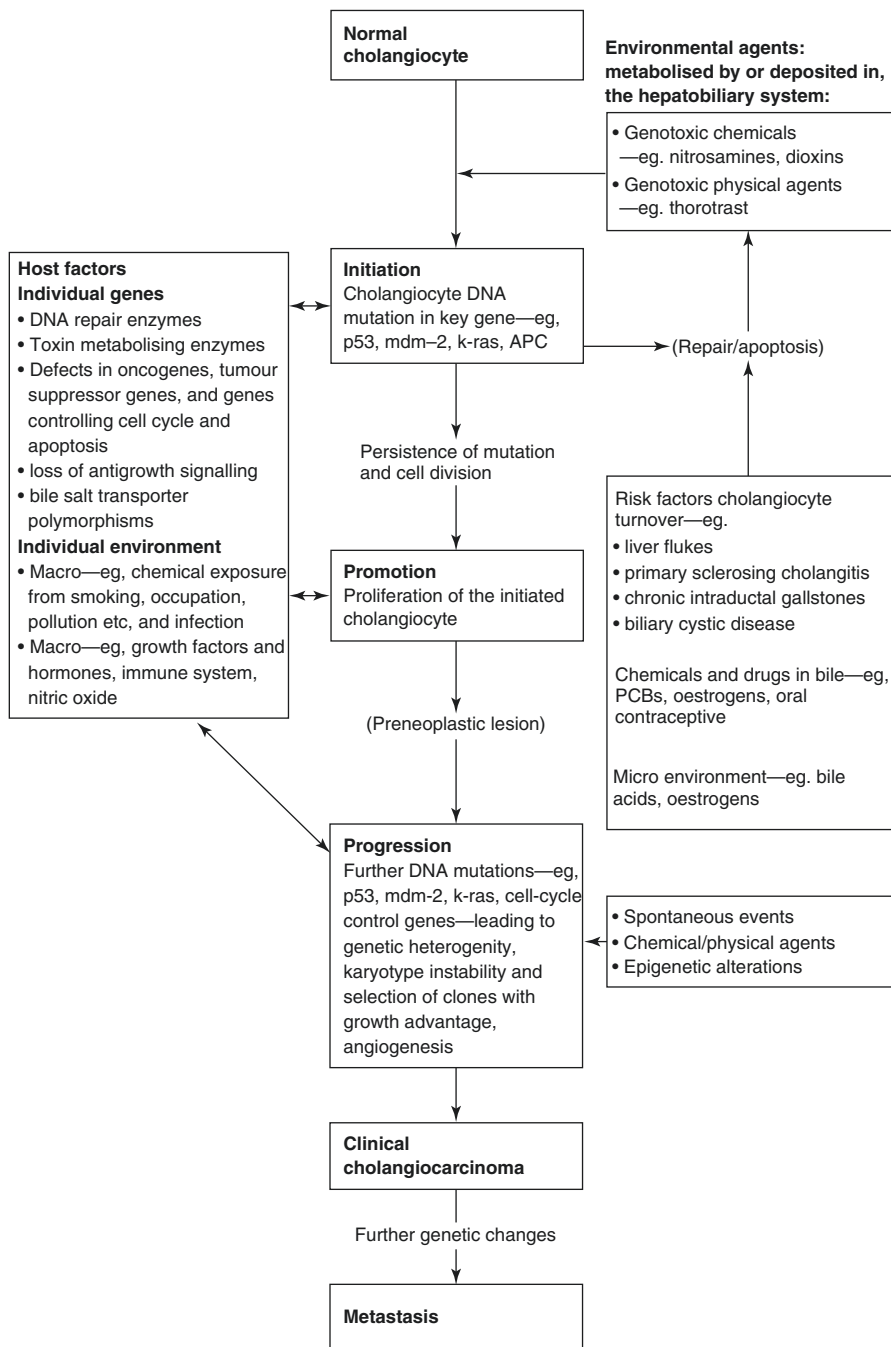 Normal
cholangiocyte
Environmental agents:
metabolised by or deposited in,
the hepatobiliary system:
• Genotoxic chemicals
—eg. nitrosamines, dioxins
• Genotoxic physical agents
—eg. thorotrast
Host factors
Individual genes
• DNA repair enzymes
• Toxin metabolising enzymes
• Defects in oncogenes, tumour
suppressor genes, and genes
controlling cell cycle and
apoptosis
• loss of antigrowth signalling
• bile salt transporter
polymorphisms
Individual environment
• Macro—eg, chemical exposure
from smoking, occupation,
pollution etc, and infection
• Macro—eg, growth factors and
hormones, immune system,
nitric oxide
Initiation
Cholangiocyte DNA
mutation in key gene—eg,
p53, mdm–2, k-ras, APC
(Repair/apoptosis)
Persistence of mutation
and cell division
Risk factors cholangiocyte
turnover—eg.
• liver flukes
• primary sclerosing cholangitis
• chronic intraductal gallstones
• biliary cystic disease
Chemicals and drugs in bile—eg,
PCBs, oestrogens, oral
contraceptive
Micro environment—eg. bile
acids, oestrogens
Promotion
Proliferation of the initiated
cholangiocyte
(Preneoplastic lesion)
Progression
Further DNA mutations—eg,
p53, mdm-2, k-ras, cell-cycle
control genes—leading to
genetic heterogenity,
karyotype instability and
selection of clones with
growth advantage,
angiogenesis
• Spontaneous events
• Chemical/physical agents
• Epigenetic alterations
Clinical
cholangiocarcinoma
Further genetic changes
Metastasis